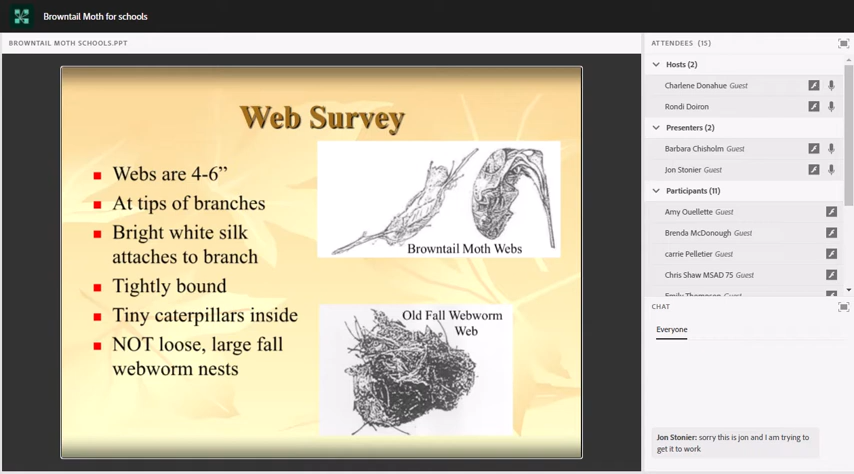 Browntail Moth for schools
BROWNTAIL MOTH SCHOOLS.PPT
Web Survey
Webs are 4-6”
At tips of branches
Bright white silk
attaches to branch
Tightly bound
Tiny caterpillars inside
NOT loose, large fall
webworm nests
Browntail Moth Webs
Old Fall Webworm
Web
ATTENDEES (15)
Hosts (2)
Charlene Donahue Guest
Rondi Doiron
Presenters (2)
Barbara Chisholm Guest
Jon Stonier Guest
Participants (11)
Amy Ouellette Guest
Brenda McDonough Guest
carrie Pelletier Guest
Chris Shaw MSAD 75 Guest
Emily Thompson Guest
CHAT
Everyone
Jon Stonier: sorry this is jon and I am trying to
get it to work